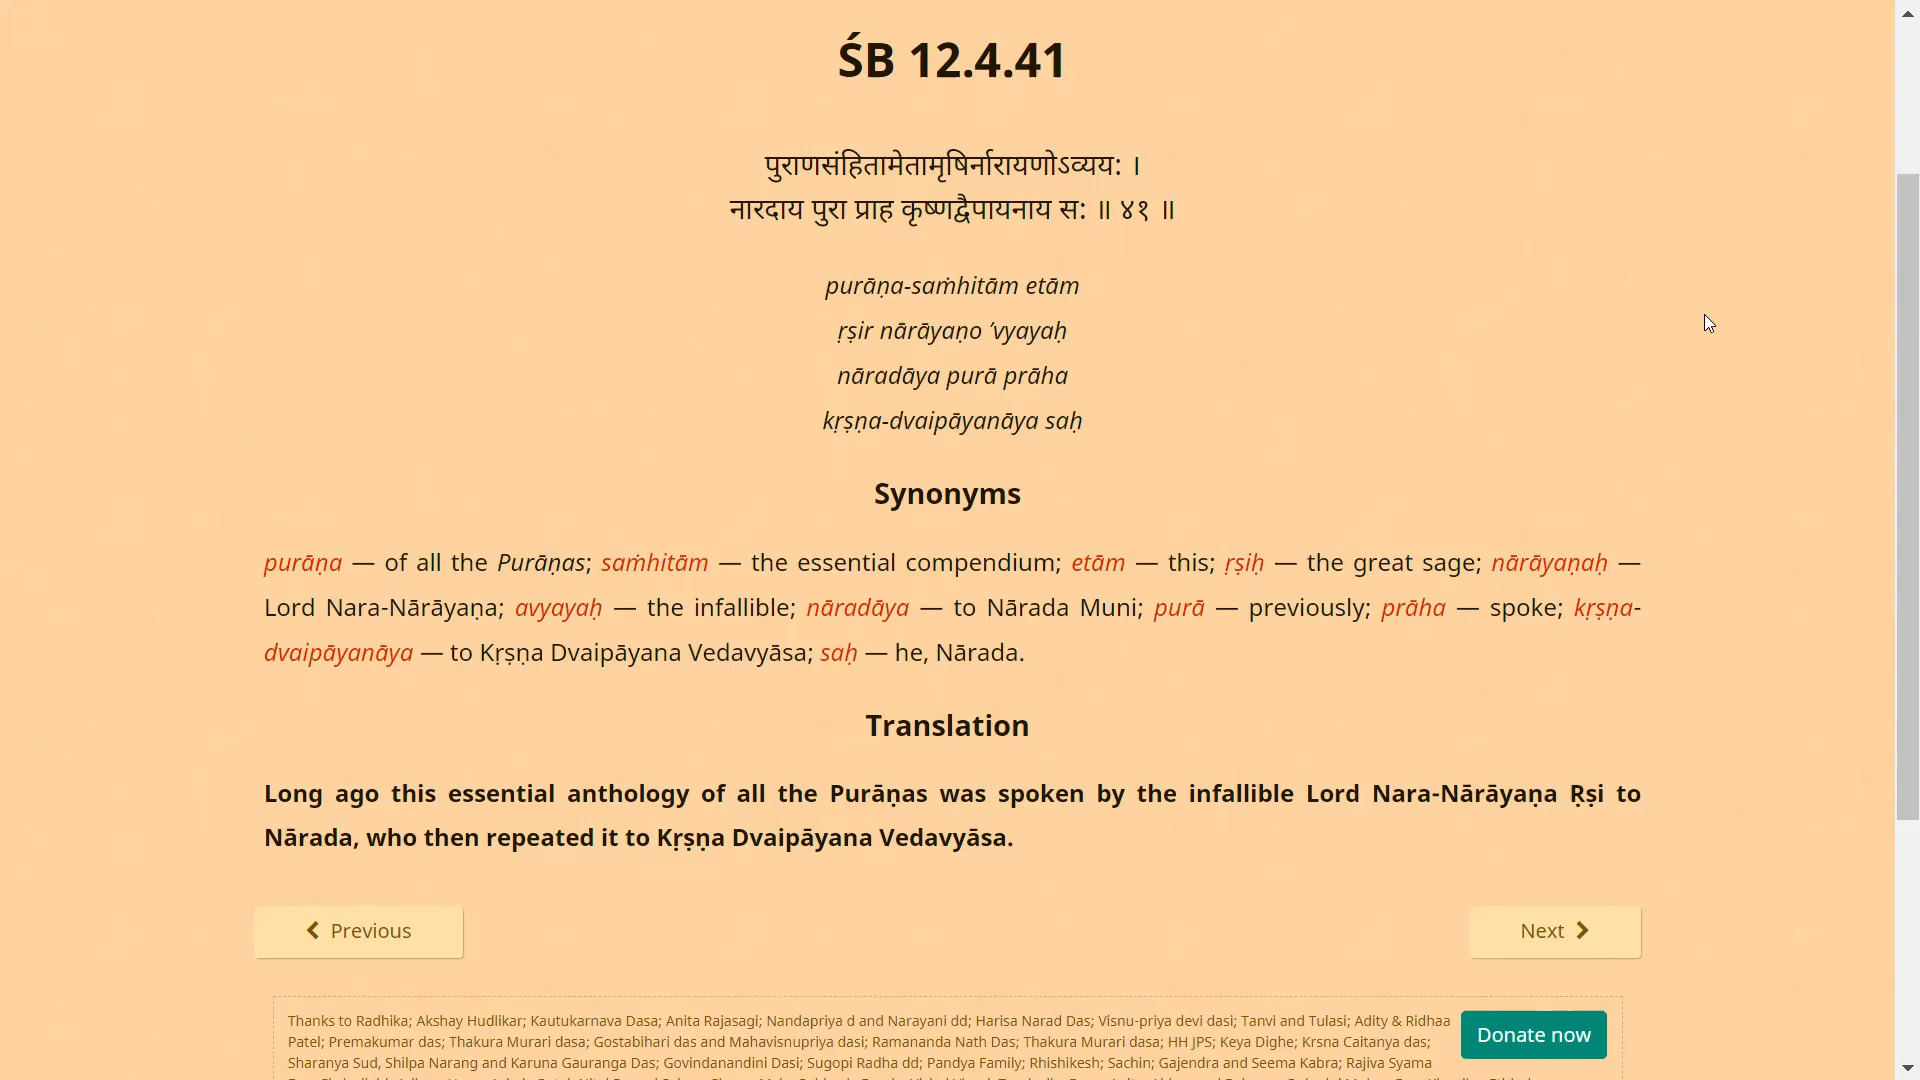 ŚB 12.4.41
पुराणसंहितामेतामृषिर्नारायणोऽव्यय: ।
नारदाय पुरा प्राह कृष्णद्वैपायनाय स: ॥ ४१ ॥
purāṇa-saṁhitām etām
ṛṣir nārāyaṇo ’vyayaḥ
nāradāya purā prāha
kṛṣṇa-dvaipāyanāya saḥ
Synonyms
purāṇa — of all the Purāṇas; saṁhitām — the essential compendium; etām — this; ṛṣiḥ — the great sage; nārāyaṇaḥ —
Lord Nara-Nārāyaṇa; avyayaḥ — the infallible; nāradāya — to Nārada Muni; purā — previously; prāha — spoke; kṛṣṇa-
dvaipāyanāya — to Kṛṣṇa Dvaipāyana Vedavyāsa; saḥ — he, Nārada.
Translation
Long ago this essential anthology of all the Purāṇas was spoken by the infallible Lord Nara-Nārāyaṇa Ṛṣi to
Nārada, who then repeated it to Kṛṣṇa Dvaipāyana Vedavyāsa.
Previous
Next
Thanks to Radhika; Akshay Hudlikar; Kautukarnava Dasa; Anita Rajasagi; Nandapriya d and Narayani dd; Harisa Narad Das; Visnu-priya devi dasi; Tanvi and Tulasi; Adity & Ridhaa
Patel; Premakumar das; Thakura Murari dasa; Gostabihari das and Mahavisnupriya dasi; Ramananda Nath Das; Thakura Murari dasa; HH JPS; Keya Dighe; Krsna Caitanya das;
Sharanya Sud, Shilpa Narang and Karuna Gauranga Das; Govindanandini Dasi; Sugopi Radha dd; Pandya Family; Rhishikesh; Sachin; Gajendra and Seema Kabra; Rajiva Syama
Donate now